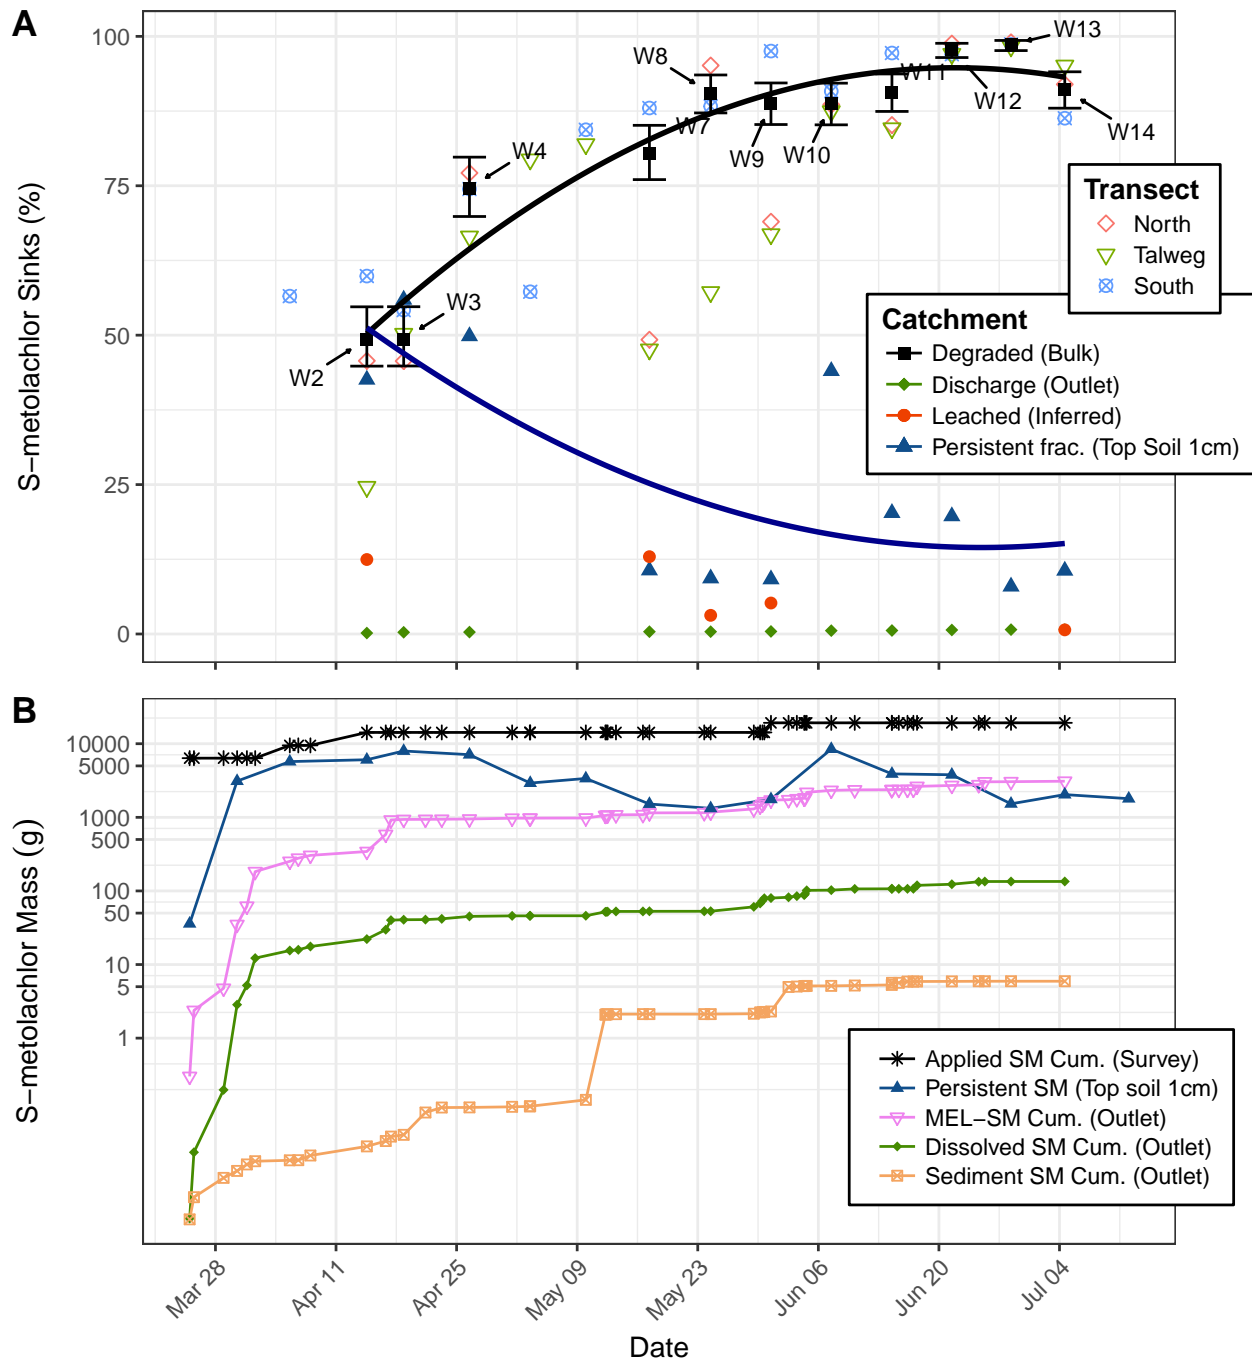 A
S−metolachlor Sinks (%)
100
75
50
25
0
W2
W3
W4
W7
W8
W9
W10
W11
W12
W13
W14
Transect
North
Talweg
South
Catchment
Degraded (Bulk)
Discharge (Outlet)
Leached (Inferred)
Persistent frac. (Top Soil 1cm)
B
S−metolachlor Mass (g)
10000
5000
1000
500
100
50
10
5
1
Applied SM Cum. (Survey)
Persistent SM (Top soil 1cm)
MEL−SM Cum. (Outlet)
Dissolved SM Cum. (Outlet)
Sediment SM Cum. (Outlet)
Mar 28
Apr 11
Apr 25
May 09
May 23
Jun 06
Jun 20
Jul 04
Date